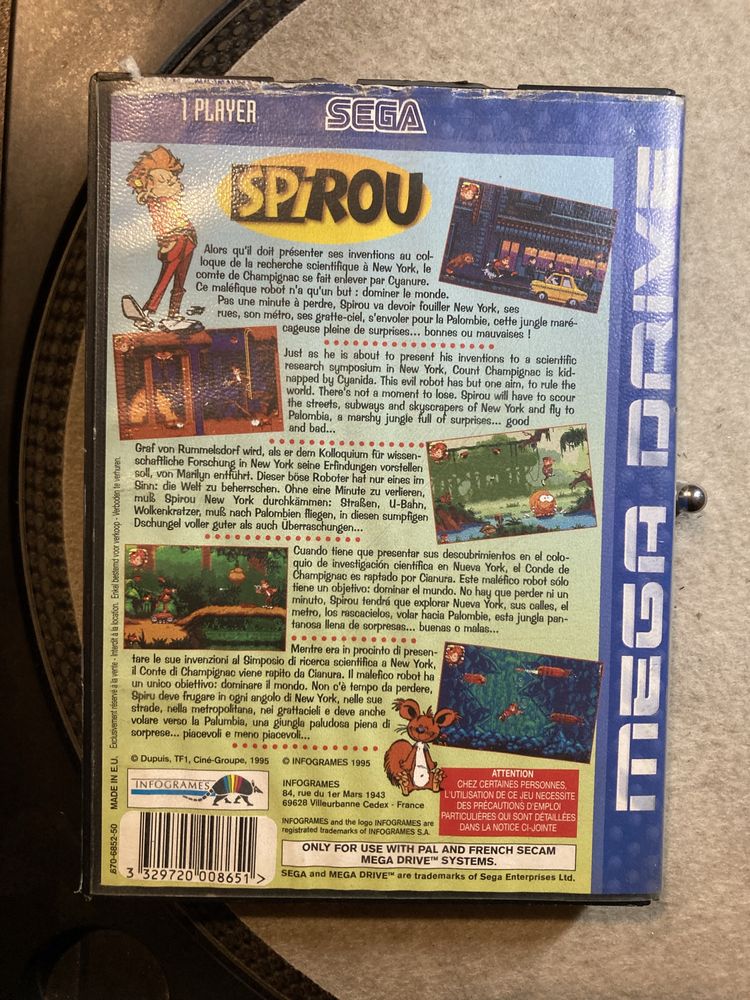 1 PLAYER
SEGA
SPIROU
Alors qu'il doit présenter ses inventions au col-
loque de la recherche scientifique à New York, le
comte de Champignac se fait enlever par Cyanure.
Ce maléfique robot n'a qu'un but : dominer le monde.
Pas une minute à perdre, Spirou va devoir fouiller New York, ses
rues, son métro, ses gratte-ciel, s'envoler pour la Palombie, cette jungle maré-
cageuse pleine de surprises... bonnes ou mauvaises !
Just as he is about to present his inventions to a scientific
research symposium in New York, Count Champignac is kid-
napped by Cyanida. This evil robot has but one aim, to rule the
world. There's not a moment to lose. Spirou will have to scour
the streets, subways and skyscrapers of New York and fly to
Palombia, a marshy jungle full of surprises... good
and bad...
Graf von Rummelsdorf wird, als er dem Kolloquium für wissen-
schaftliche Forschung in New York seine Erfindungen vorstellen
soll, von Marilyn entführt. Dieser böse Roboter hat nur eines im
Sinn: die Welt zu beherrschen. Ohne eine Minute zu verlieren,
muß Spirou New York durchkämmen: Straßen, U-Bahn,
Wolkenkratzer, muß nach Palombien fliegen, in diesen sumpfigen
Dschungel voller guter als auch Überraschungen...
Cuando tiene que presentar sus descubrimientos en el colo-
quio de investigación científica en Nueva York, el Conde de
Champignac es raptado por Cianura. Este maléfico robot sólo
tiene un objetivo: dominar el mundo. No hay que perder ni un
minuto, Spirou tendrá que explorar Nueva York, sus calles, el
metro, los rascacielos, volar hacia Palombie, esta jungla pan-
tanosa llena de sorpresas... buenas o malas...
Mentre era in procinto di presen-
tare le sue invenzioni al Simposio di ricerca scientifica a New York,
il Conte di Champignac viene rapito da Cianura. Il malefico robot ha
un unico obiettivo: dominare il mondo. Non c'è tempo da perdere,
Spiru deve frugare in ogni angolo di New York, nelle sue
strade, nella metropolitana, nei grattacieli e deve anche
volare verso la Palumbia, una giungla paludosa piena di
sorprese... piacevoli e meno piacevoli...
© Dupuis, TF1, Ciné-Groupe, 1995
© INFOGRAMES 1995
INFOGRAMES
INFOGRAMES
84, rue du 1er Mars 1943
69628 Villeurbanne Cedex - France
INFOGRAMES and the logo INFOGRAMES are
registrated trademarks of INFOGRAMES S.A.
ATTENTION
CHEZ CERTAINES PERSONNES,
L'UTILISATION DE CE JEU NECESSITE
DES PRÉCAUTIONS D'EMPLOI
PARTICULIÈRES QUI SONT DÉTAILLÉES
DANS LA NOTICE CI-JOINTE
ONLY FOR USE WITH PAL AND FRENCH SECAM
MEGA DRIVE™ SYSTEMS.
SEGA and MEGA DRIVE™ are trademarks of Sega Enterprises Ltd.
3 329720 008651 >
670-6852-50
MADE IN E.U.
Exclusivement réservé à la vente - Interdit à la location. Enkel bestemd voor verkoop - Verboden te verhuren.
MEGA DRIVE